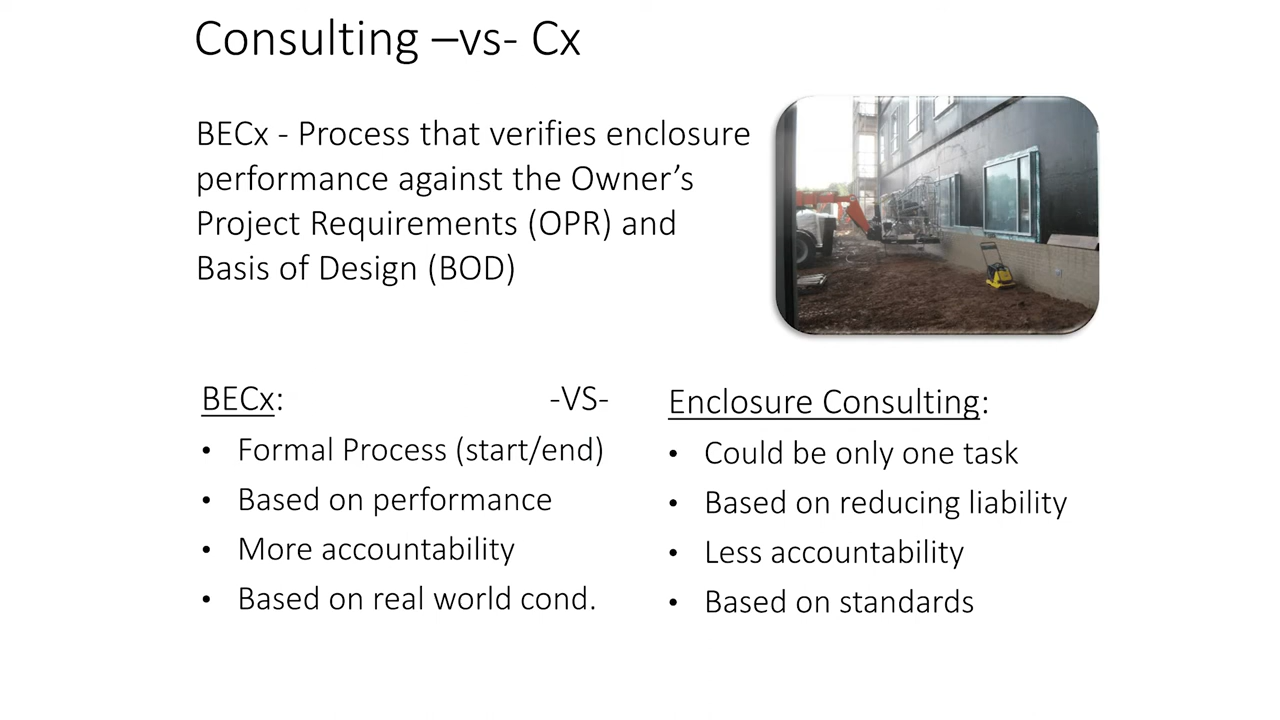 Consulting –vs- Cx
BECx - Process that verifies enclosure
performance against the Owner’s
Project Requirements (OPR) and
Basis of Design (BOD)
BECx: -VS-
• Formal Process (start/end)
• Based on performance
• More accountability
• Based on real world cond.
Enclosure Consulting:
• Could be only one task
• Based on reducing liability
• Less accountability
• Based on standards